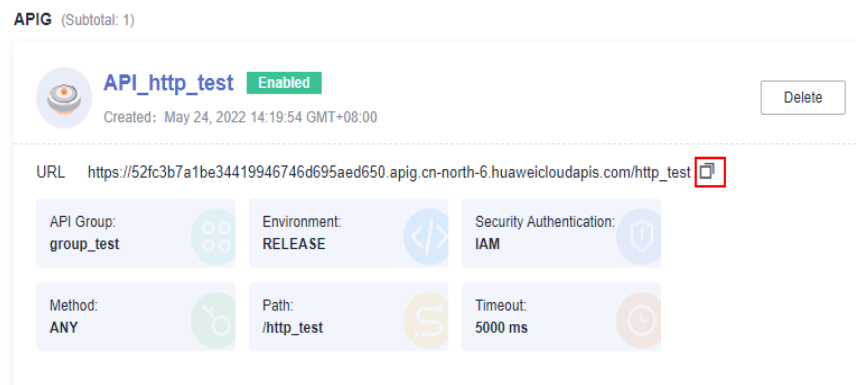 APIG (Subtotal: 1)
API_http_test Enabled
Created: May 24, 2022 14:19:54 GMT+08:00
Delete
URL https://52fc3b7a1be34419946746d695aed650.apig.cn-north-6.huaweicloudapis.com/http_test
API Group: Environment: Security Authentication:
group_test RELEASE IAM
Method: Path: Timeout:
ANY /http_test 5000 ms